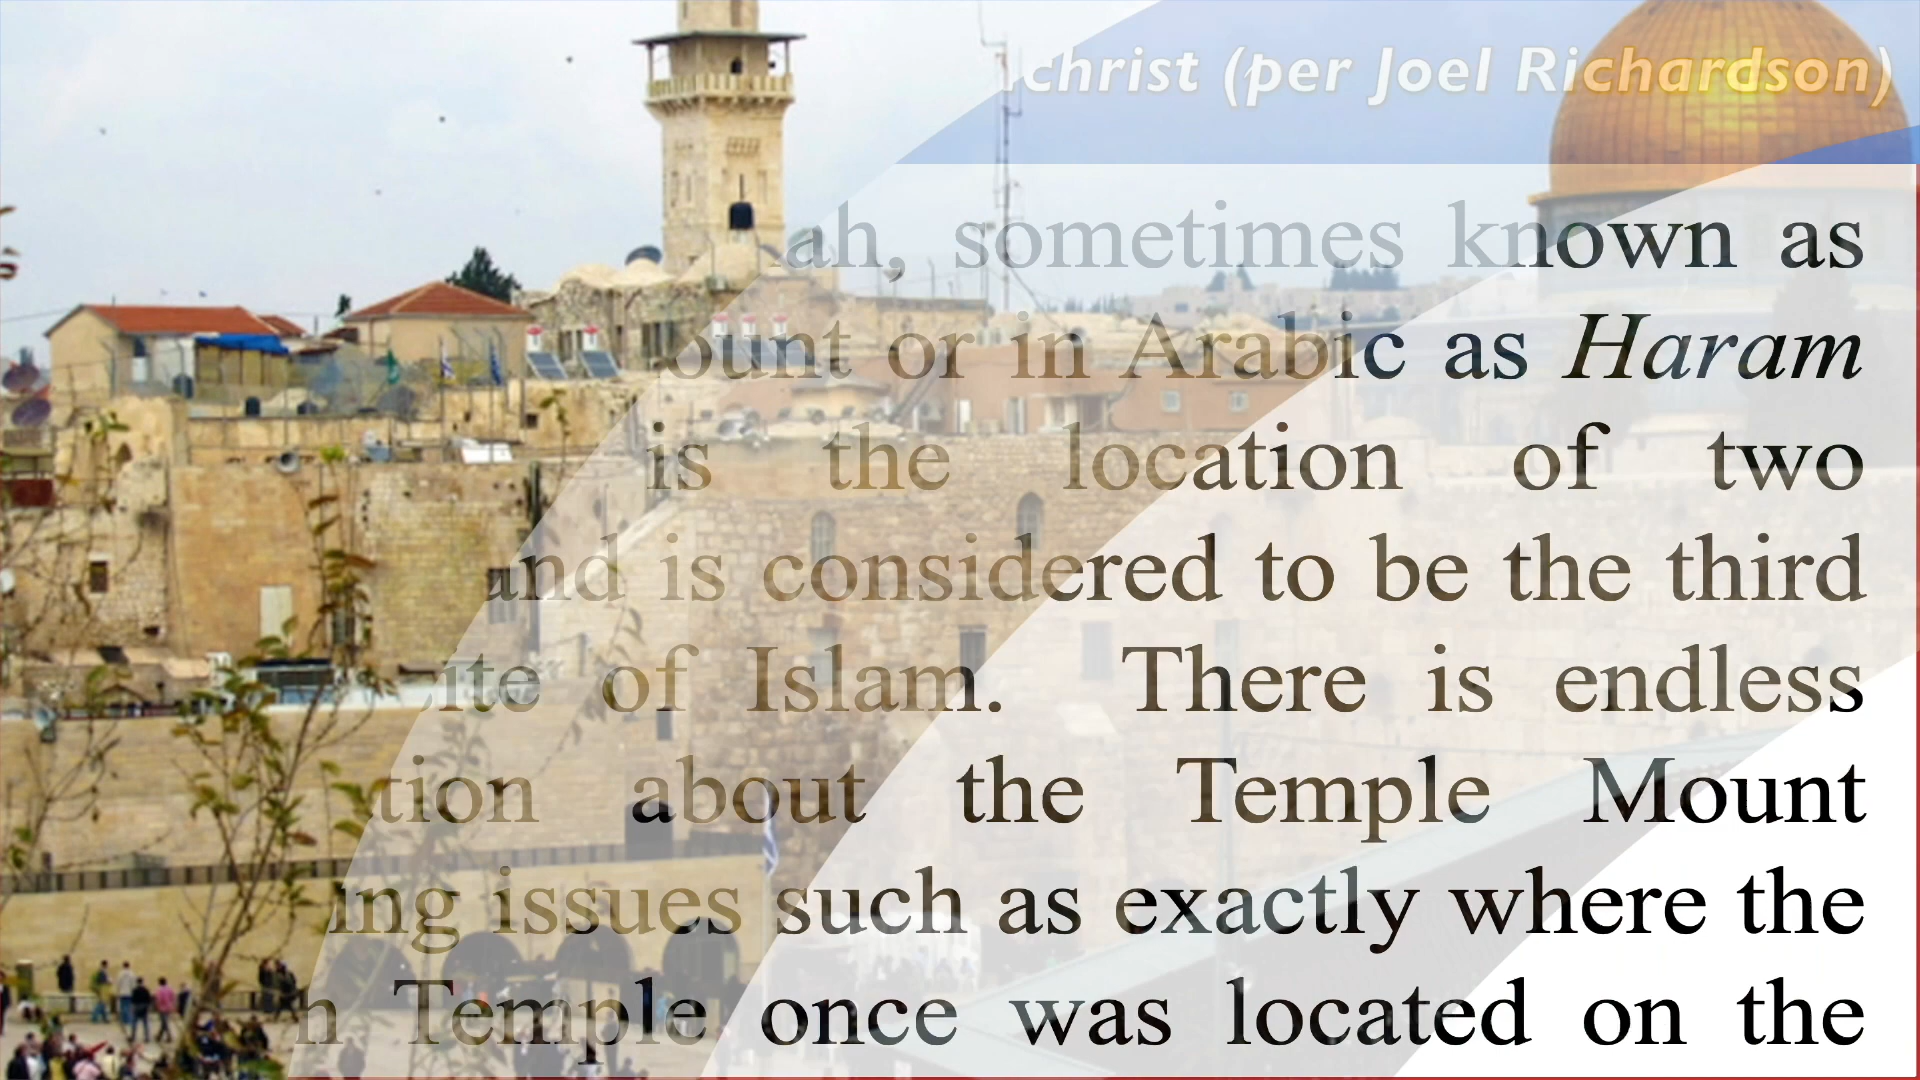 christ (per Joel Richardson)
ah, sometimes known as
ount or in Arabic as Haram
is the location of two
and is considered to be the third
ite of Islam. There is endless
tion about the Temple Mount
ing issues such as exactly where the
h Temple once was located on the